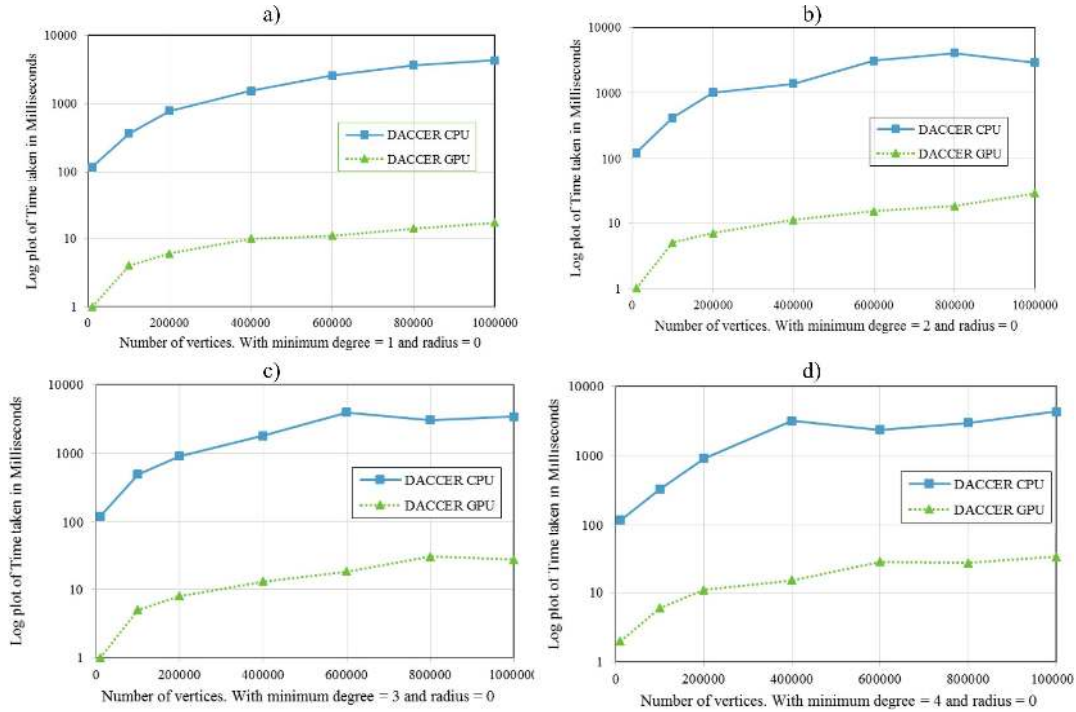 a)
Log plot of Time taken in Milliseconds
10000
1000
100
10
1
0
200000
400000
600000
800000
1000000
DACCER CPU
DACCER GPU
Number of vertices. With minimum degree = 1 and radius = 0
b)
Log plot of Time taken in Milliseconds
10000
1000
100
10
1
0
200000
400000
600000
800000
1000000
DACCER CPU
DACCER GPU
Number of vertices. With minimum degree = 2 and radius = 0
c)
Log plot of Time taken in Milliseconds
10000
1000
100
10
1
0
200000
400000
600000
800000
100000
DACCER CPU
DACCER GPU
Number of vertices. With minimum degree = 3 and radius = 0
d)
Log plot of Time taken in Milliseconds
10000
1000
100
10
1
0
200000
400000
600000
800000
100000
DACCER CPU
DACCER GPU
Number of vertices. With minimum degree = 4 and radius = 0